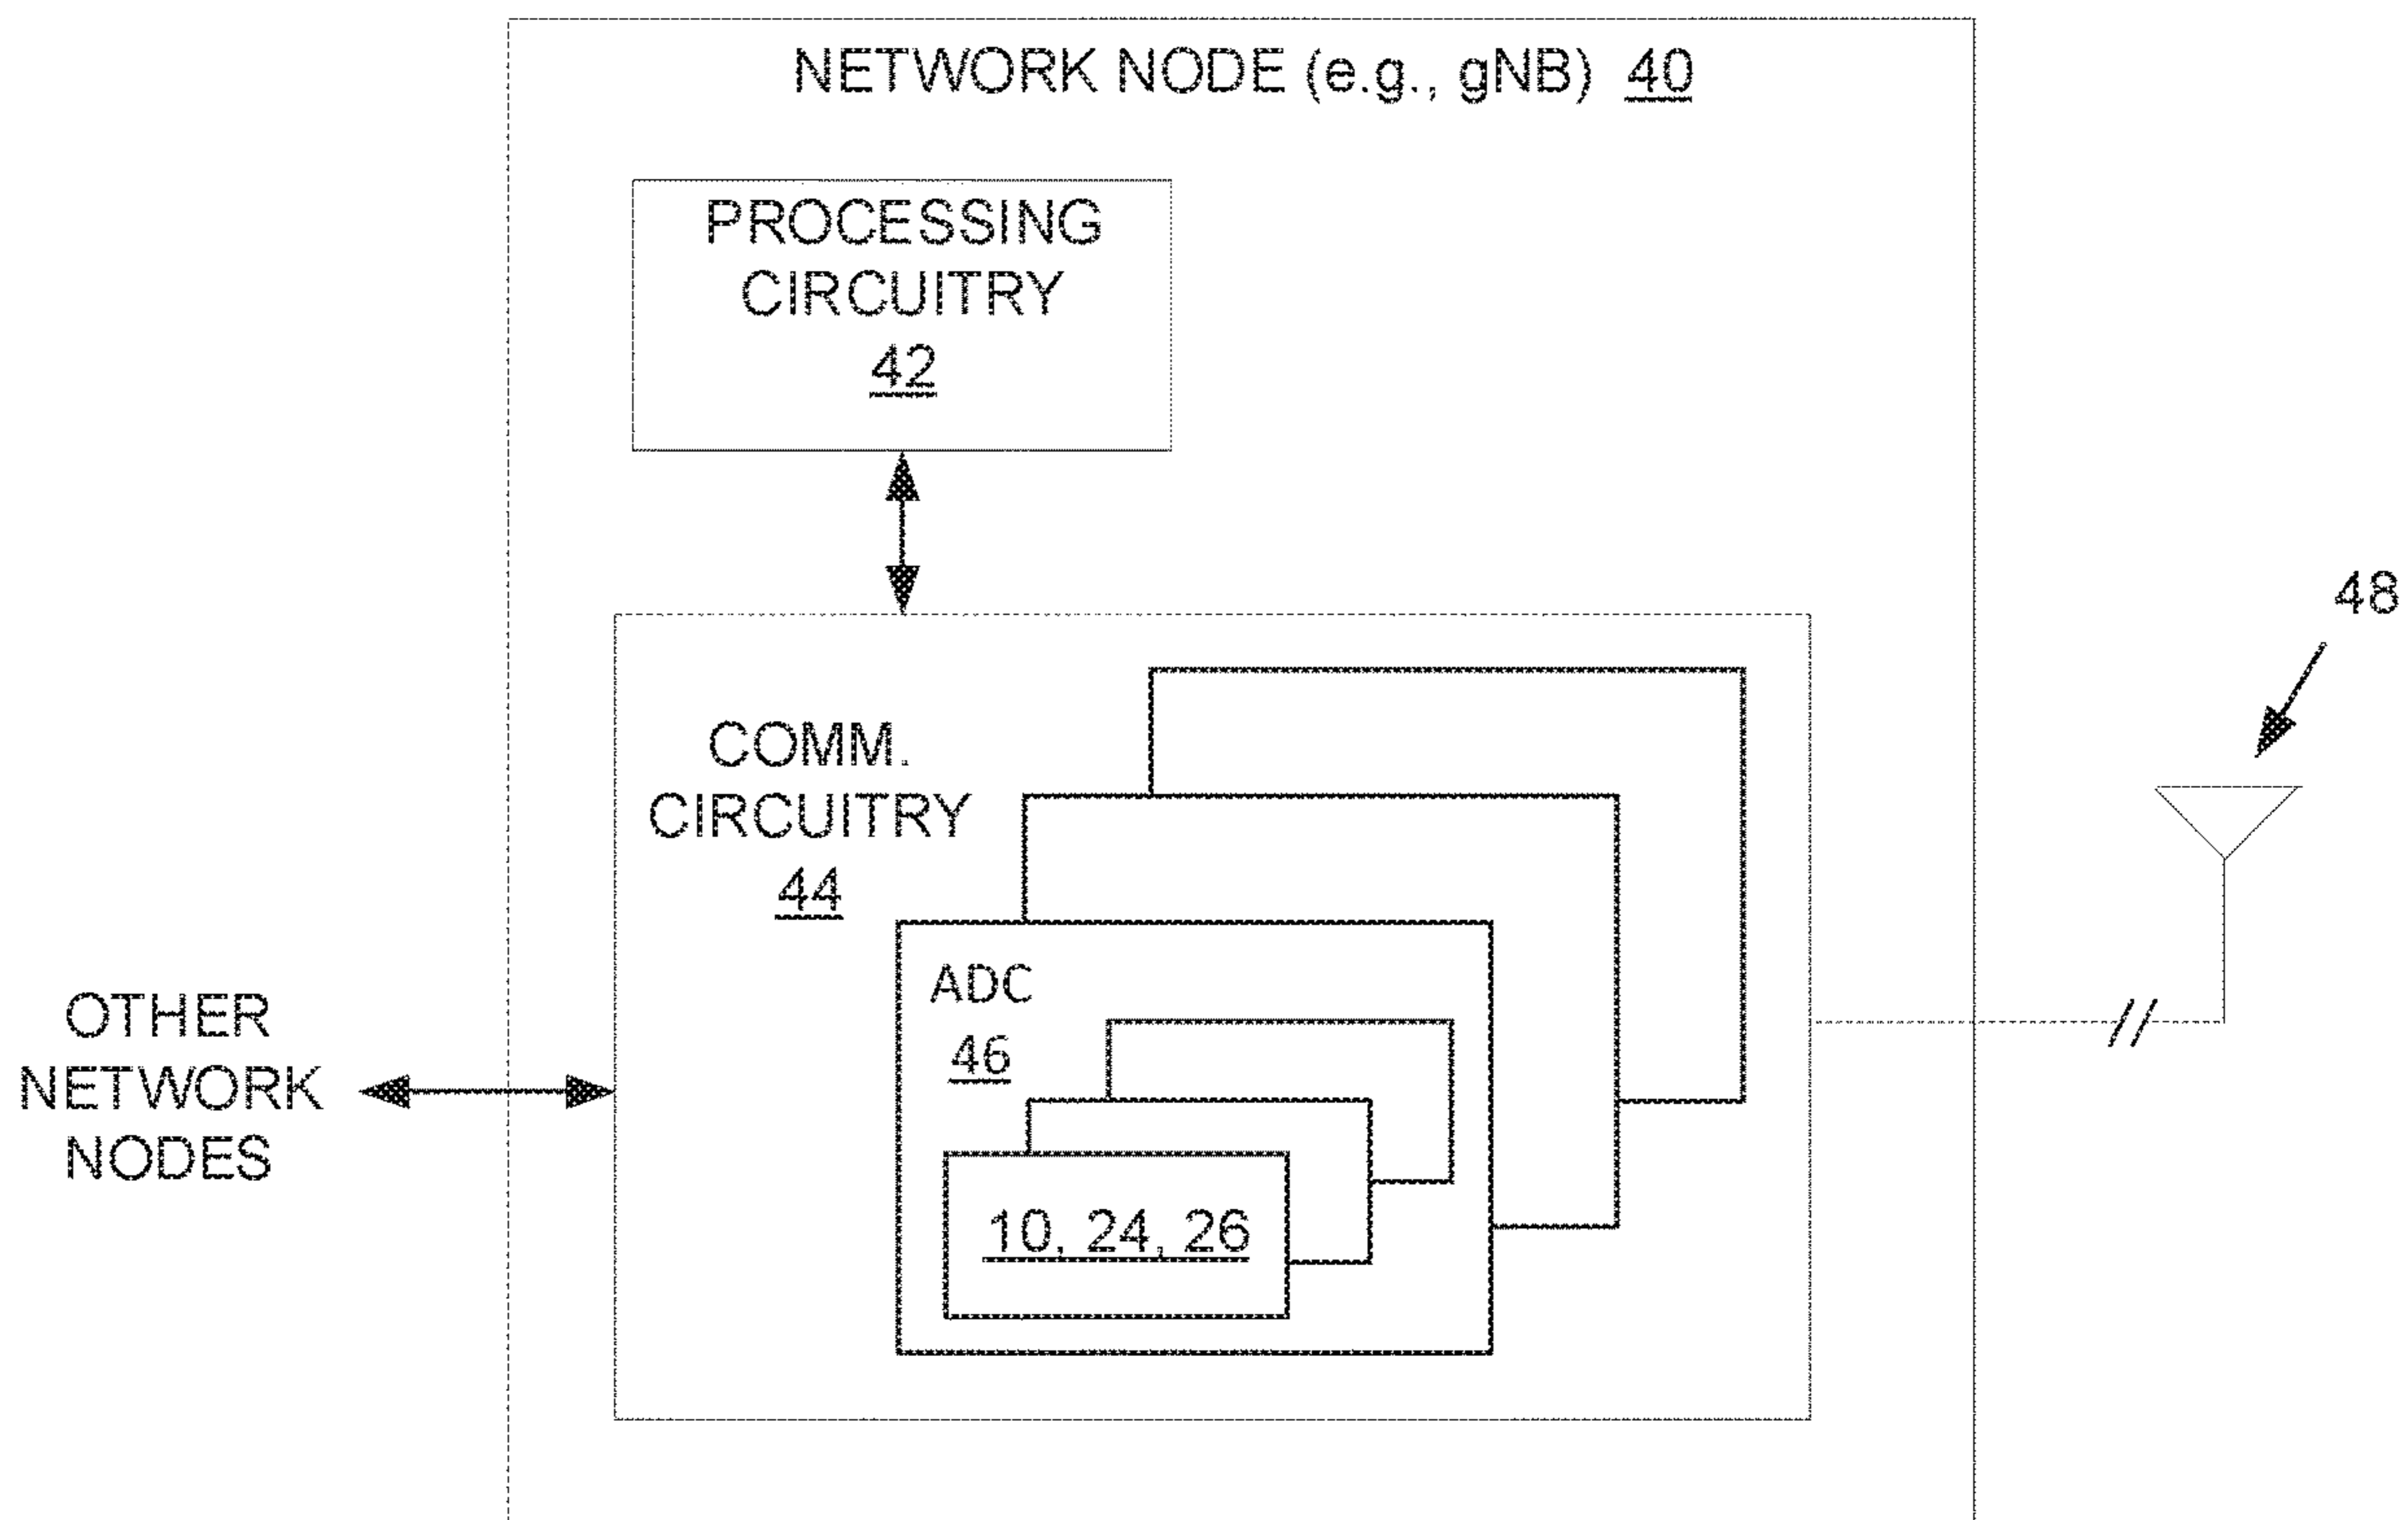 NETWORK NODE (e.g., gNB) 40
PROCESSING
CIRCUITRY
42
48
COMM.
CIRCUITRY
44
ADC
46
OTHER
NETWORK
NODES
10, 24, 26